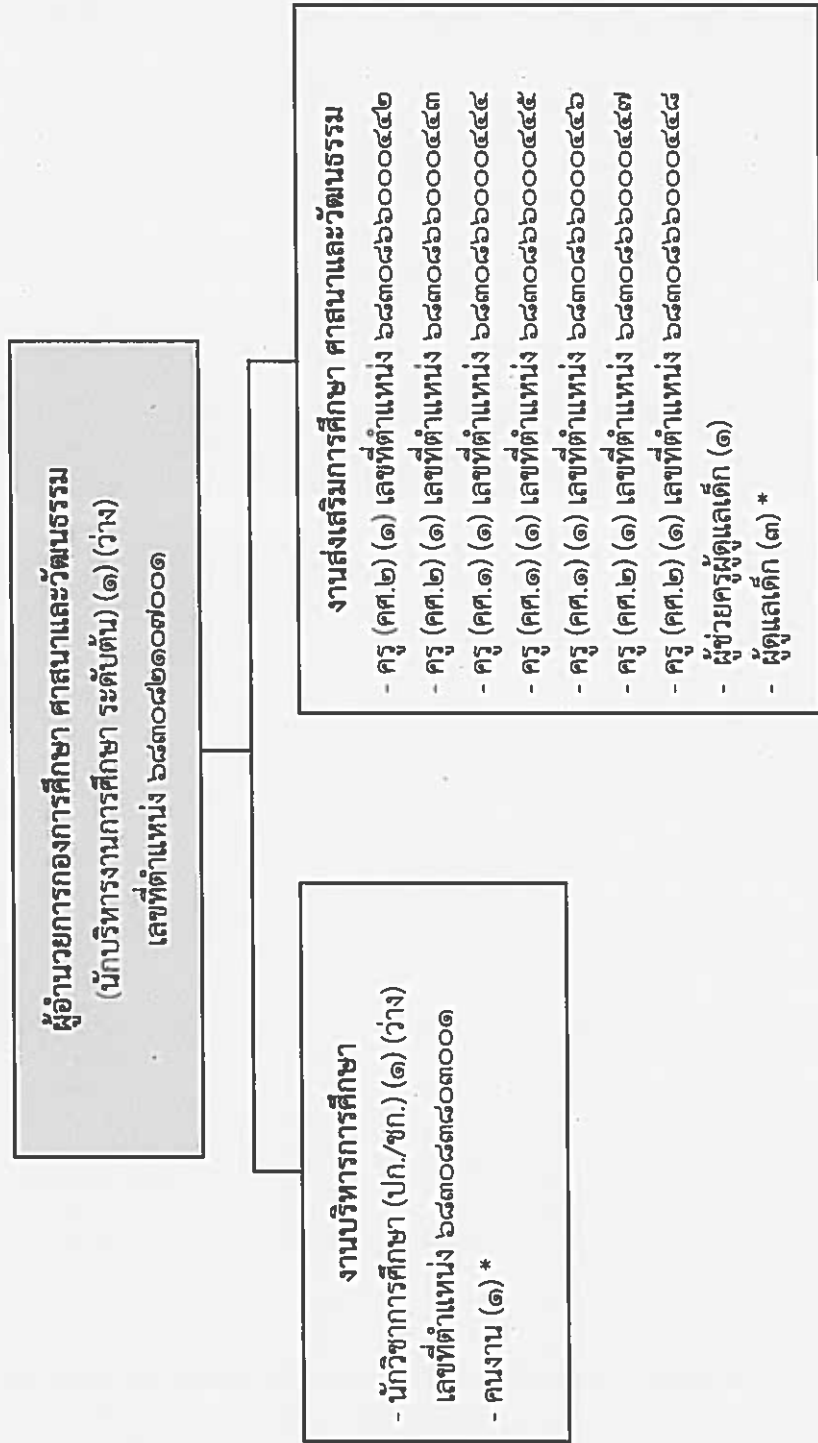 ผู้อำนวยการกองการศึกษา ศาสนาและวัฒนธรรม
(นักบริหารงานการศึกษา ระดับต้น) (๑) (ว่าง)
เลขที่ตำแหน่ง ๖๘๓๐๘๒๑๐๗๐๐๑
งานบริหารการศึกษา
- นักวิชาการศึกษา (ปก./ชก.) (๑) (ว่าง)
เลขที่ตำแหน่ง ๖๘๓๐๘๓๘๐๓๐๐๑
- คนงาน (๑) *
งานส่งเสริมการศึกษา ศาสนาและวัฒนธรรม
- ครู (คศ.๒) (๑) เลขที่ตำแหน่ง ๖๘๓๐๘๖๖๐๐๐๔๔๒
- ครู (คศ.๒) (๑) เลขที่ตำแหน่ง ๖๘๓๐๘๖๖๐๐๐๔๔๓
- ครู (คศ.๑) (๑) เลขที่ตำแหน่ง ๖๘๓๐๘๖๖๐๐๐๔๔๔
- ครู (คศ.๑) (๑) เลขที่ตำแหน่ง ๖๘๓๐๘๖๖๐๐๐๔๔๕
- ครู (คศ.๑) (๑) เลขที่ตำแหน่ง ๖๘๓๐๘๖๖๐๐๐๔๔๖
- ครู (คศ.๒) (๑) เลขที่ตำแหน่ง ๖๘๓๐๘๖๖๐๐๐๔๔๗
- ครู (คศ.๒) (๑) เลขที่ตำแหน่ง ๖๘๓๐๘๖๖๐๐๐๔๔๘
- ผู้ช่วยครูผู้ดูแลเด็ก (๑)
- ผู้ดูแลเด็ก (๓) *